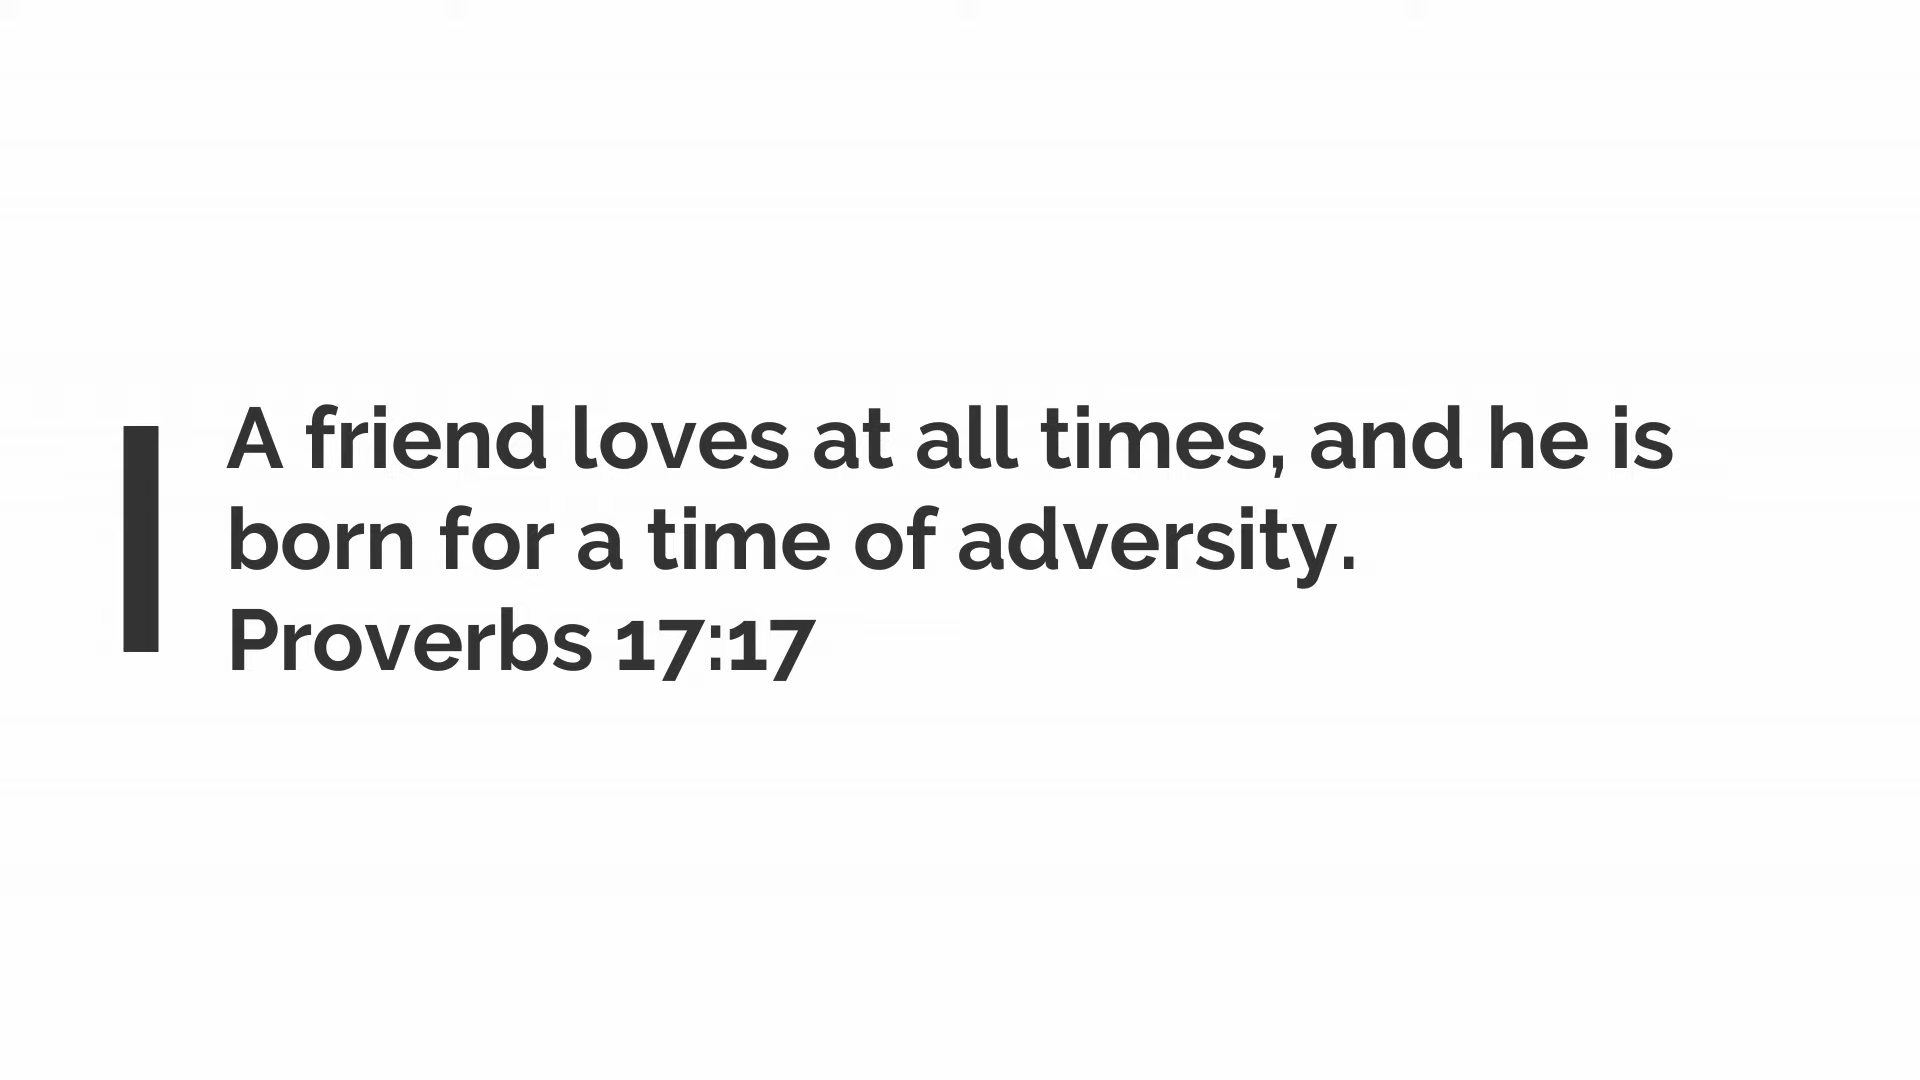 A friend loves at all times, and he is
born for a time of adversity.
Proverbs 17:17